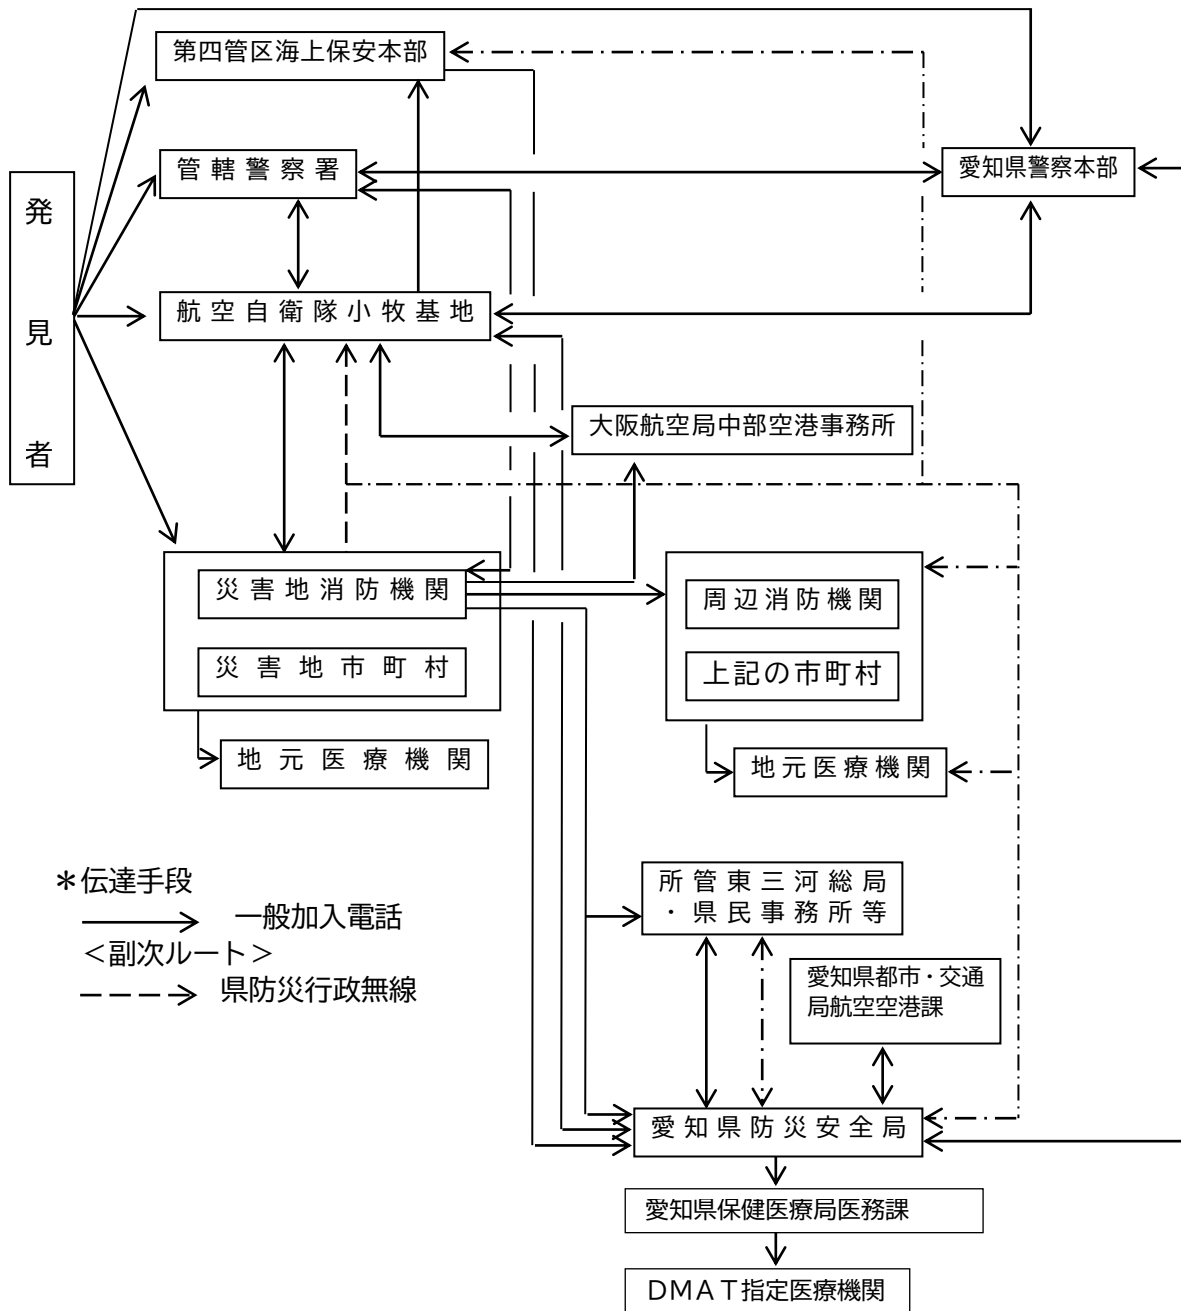 第四管区海上保安本部
管轄警察署
愛知県警察本部
発見者
航空自衛隊小牧基地
大阪航空局中部空港事務所
災害地消防機関
周辺消防機関
災害地市町村
上記の市町村
地元医療機関
地元医療機関
＊伝達手段
一般加入電話
＜副次ルート＞
県防災行政無線
所管東三河総局
・県民事務所等
愛知県都市・交通
局航空空港課
愛知県防災安全局
愛知県保健医療局医務課
ＤＭＡＴ指定医療機関